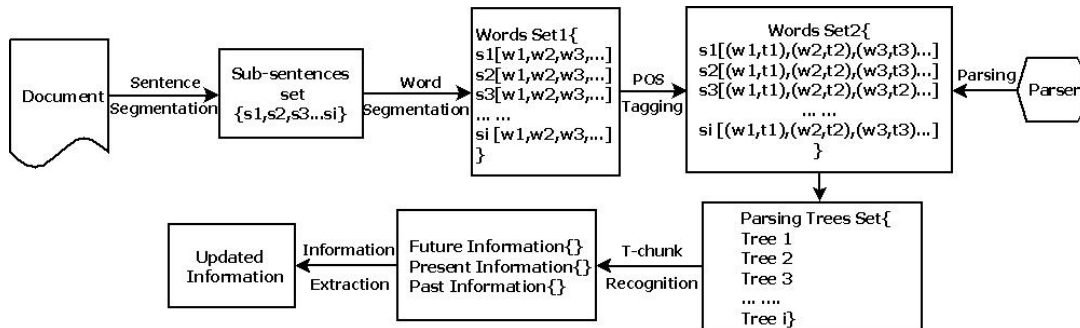 Document
Sentence
Segmentation
Sub-sentences
set
{s1,s2,s3...si}
Word
Segmentation
Words Set1{
s1[w1,w2,w3,...]
s2[w1,w2,w3,...]
s3[w1,w2,w3,...]
... ...
si [w1,w2,w3,...]
}
POS
Tagging
Words Set2{
s1[(w1,t1),(w2,t2),(w3,t3)...]
s2[(w1,t1),(w2,t2),(w3,t3)...]
s3[(w1,t1),(w2,t2),(w3,t2)...]
... ...
si [(w1,t1),(w2,t2),(w3,t3)...]
}
Parsing
Parser
Parsing Trees Set{
Tree 1
Tree 2
Tree 3
... ....
Tree i}
T-chunk
Recognition
Future Information{}
Present Information{}
Past Information{}
Information
Extraction
Updated
Information